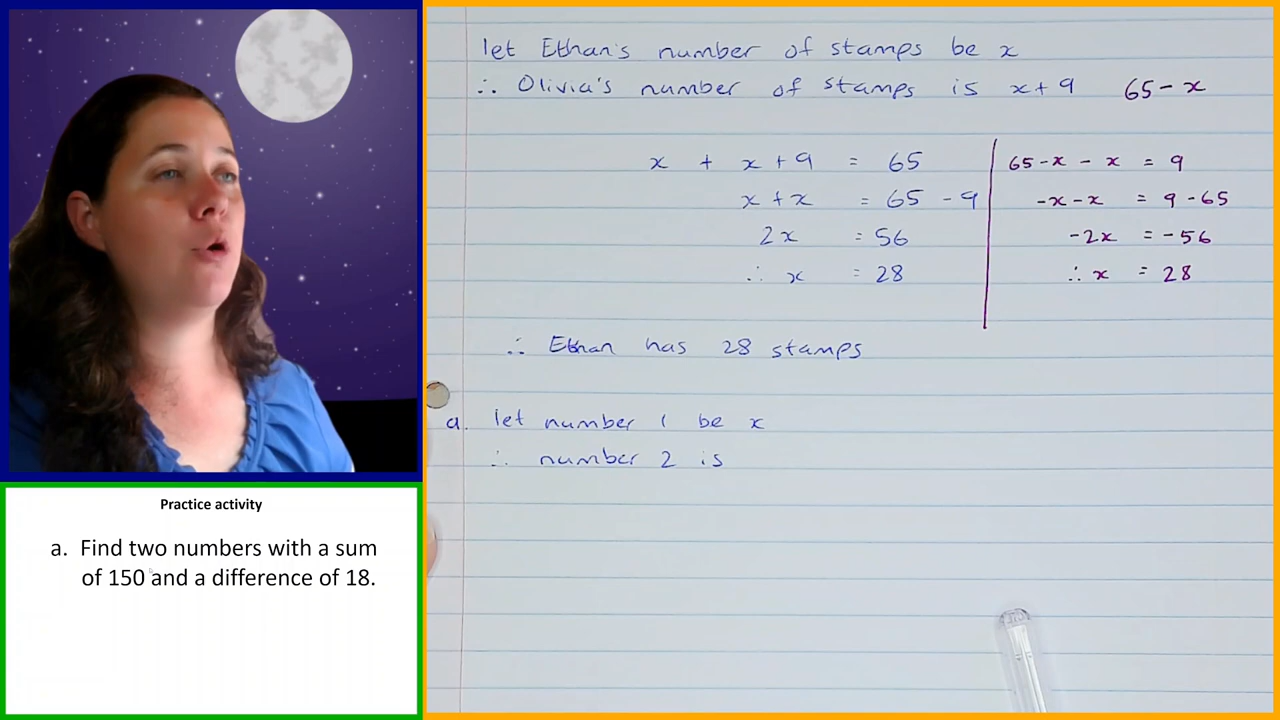 let Ethan's number of stamps be x
∴ Olivia's number of stamps is x + 9 65 - x
x + x + 9 = 65
x + x = 65 - 9
2x = 56
∴ x = 28
65 - x - x = 9
-x - x = 9 - 65
-2x = -56
∴ x = 28
∴ Ethan has 28 stamps
a. let number 1 be x
∴ number 2 is
Practice activity
a. Find two numbers with a sum
of 150 and a difference of 18.